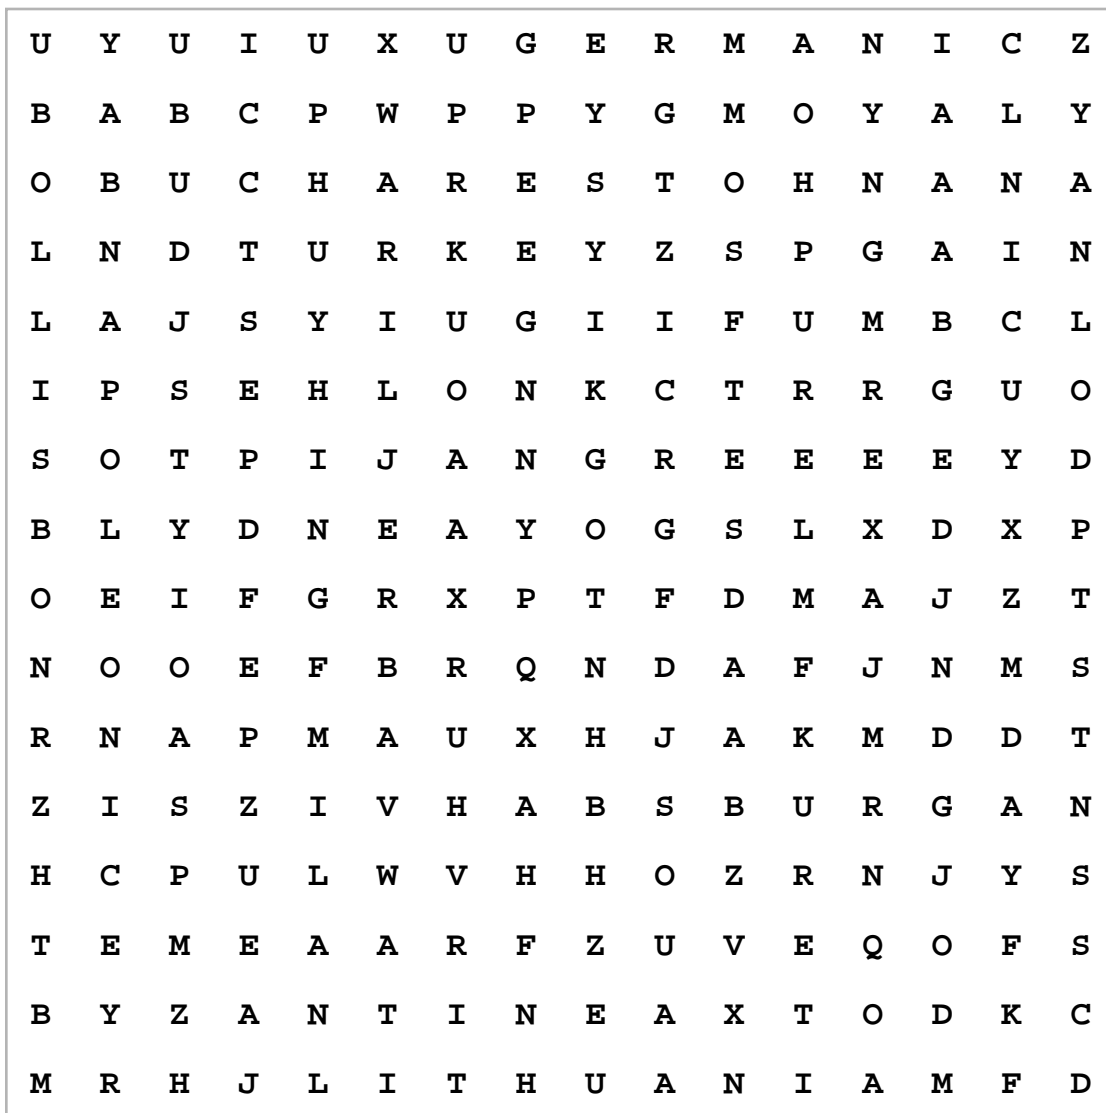 U Y U I U X U G E R M A N I C Z
B A B C P W P P Y G M O Y A L Y
O B U C H A R E S T O H N A N A
L N D T U R K E Y Z S P G A I N
L A J S Y I U G I I F U M B C L
I P S E H L O N K C T R R G U O
S O T P I J A N G R E E E E Y D
B L Y D N E A Y O G S L X D X P
O E I F G R X P T F D M A J Z T
N O O E F B R Q N D A F J N M S
R N A P M A U X H J A K M D D T
Z I S Z I V H A B S B U R G A N
H C P U L W V H H O Z R N J Y S
T E M E A A R F Z U V E Q O F S
B Y Z A N T I N E A X T O D K C
M R H J L I T H U A N I A M F D